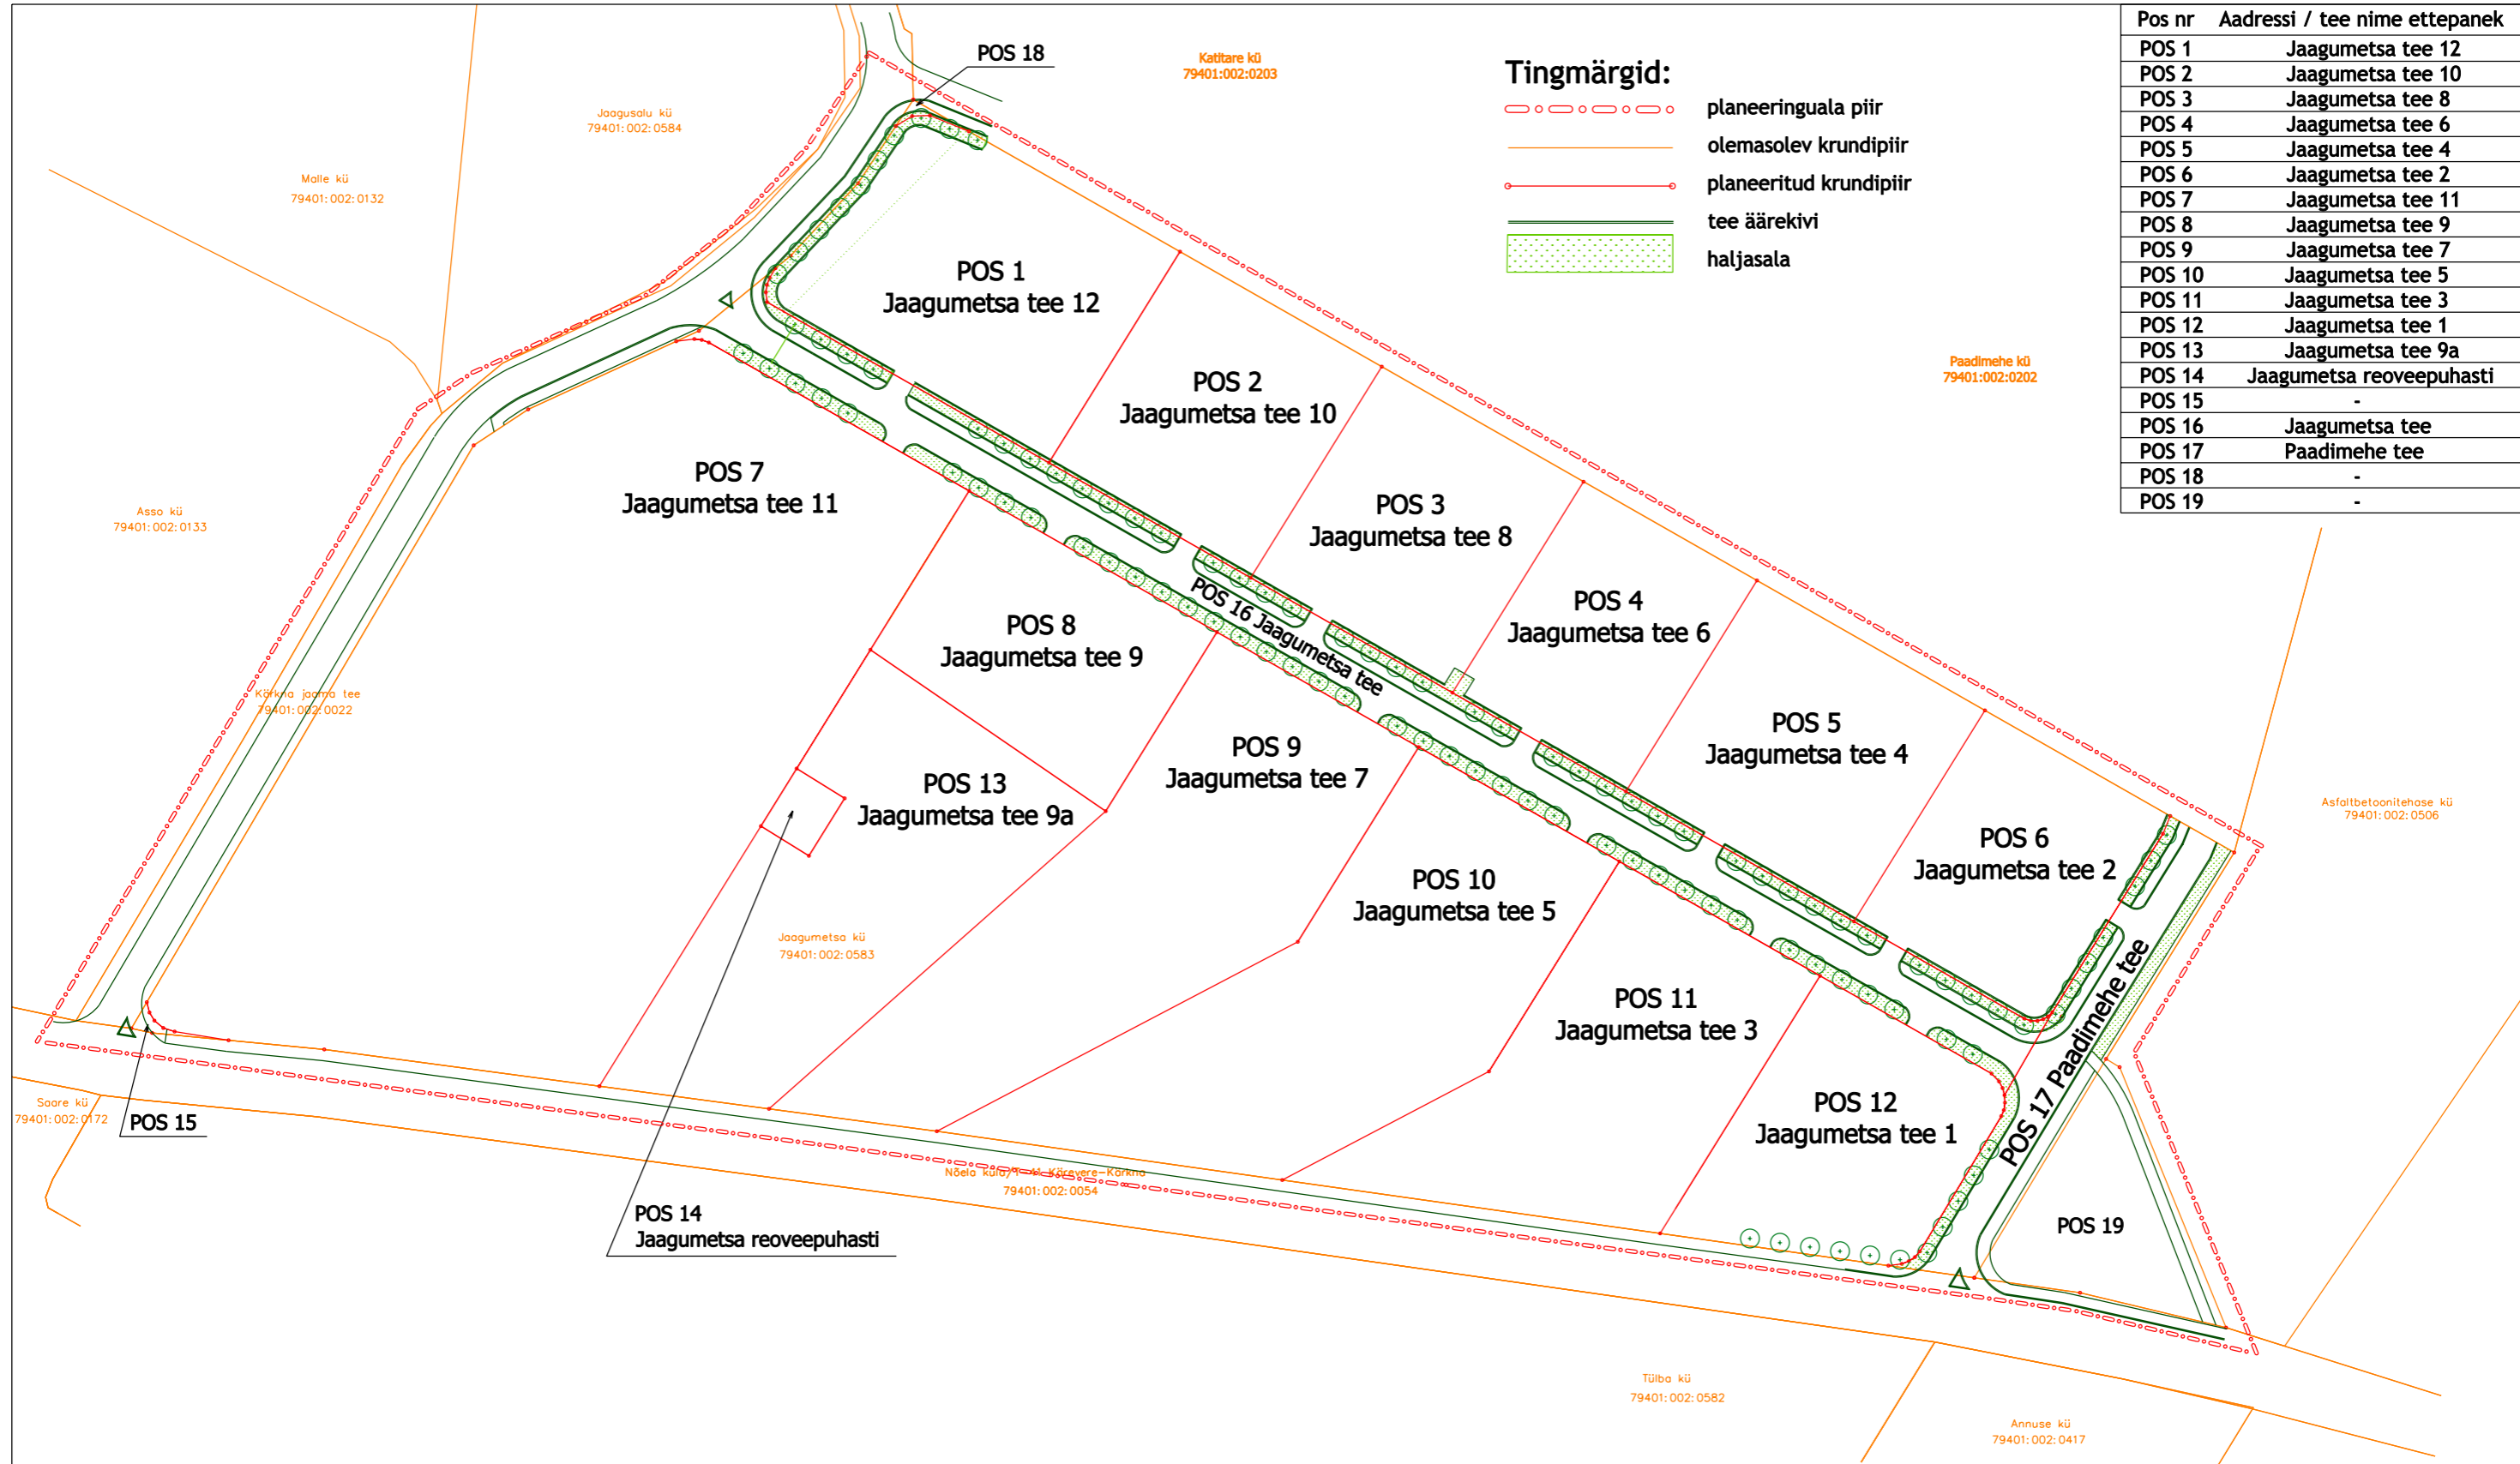 POS 18
Katitare kü
79401:002:0203
Jaagusalu kü
79401:002:0584
Malle kü
79401:002:0132
Tingmärgid:
planeeringuala piir
olemasolev krundipiir
planeeritud krundipiir
tee äärekivi
haljasala
Pos nr Aadressi / tee nime ettepanek
POS 1 Jaagumetsa tee 12
POS 2 Jaagumetsa tee 10
POS 3 Jaagumetsa tee 8
POS 4 Jaagumetsa tee 6
POS 5 Jaagumetsa tee 4
POS 6 Jaagumetsa tee 2
POS 7 Jaagumetsa tee 11
POS 8 Jaagumetsa tee 9
POS 9 Jaagumetsa tee 7
POS 10 Jaagumetsa tee 5
POS 11 Jaagumetsa tee 3
POS 12 Jaagumetsa tee 1
POS 13 Jaagumetsa tee 9a
POS 14 Jaagumetsa reoveepuhasti
POS 15 -
POS 16 Jaagumetsa tee
POS 17 Paadimehe tee
POS 18 -
POS 19 -
POS 1
Jaagumetsa tee 12
POS 2
Jaagumetsa tee 10
Paadimehe kü
79401:002:0202
POS 7
Jaagumetsa tee 11
POS 3
Jaagumetsa tee 8
Asso kü
79401:002:0133
POS 4
Jaagumetsa tee 6
POS 16 Jaagumetsa tee
POS 8
Jaagumetsa tee 9
Kärkna jaama tee
79401:002:0022
POS 5
Jaagumetsa tee 4
POS 9
Jaagumetsa tee 7
POS 13
Jaagumetsa tee 9a
Asfaltbetoonitehase kü
79401:002:0506
POS 6
Jaagumetsa tee 2
POS 10
Jaagumetsa tee 5
Jaagumetsa kü
79401:002:0583
POS 11
Jaagumetsa tee 3
POS 17 Paadimehe tee
POS 12
Jaagumetsa tee 1
Saare kü
79401:002:0172
POS 15
Nõela küla/T-41 Kärevere-Kärkna
79401:002:0054
POS 14
Jaagumetsa reoveepuhasti
POS 19
Tülba kü
79401:002:0582
Annuse kü
79401:002:0417